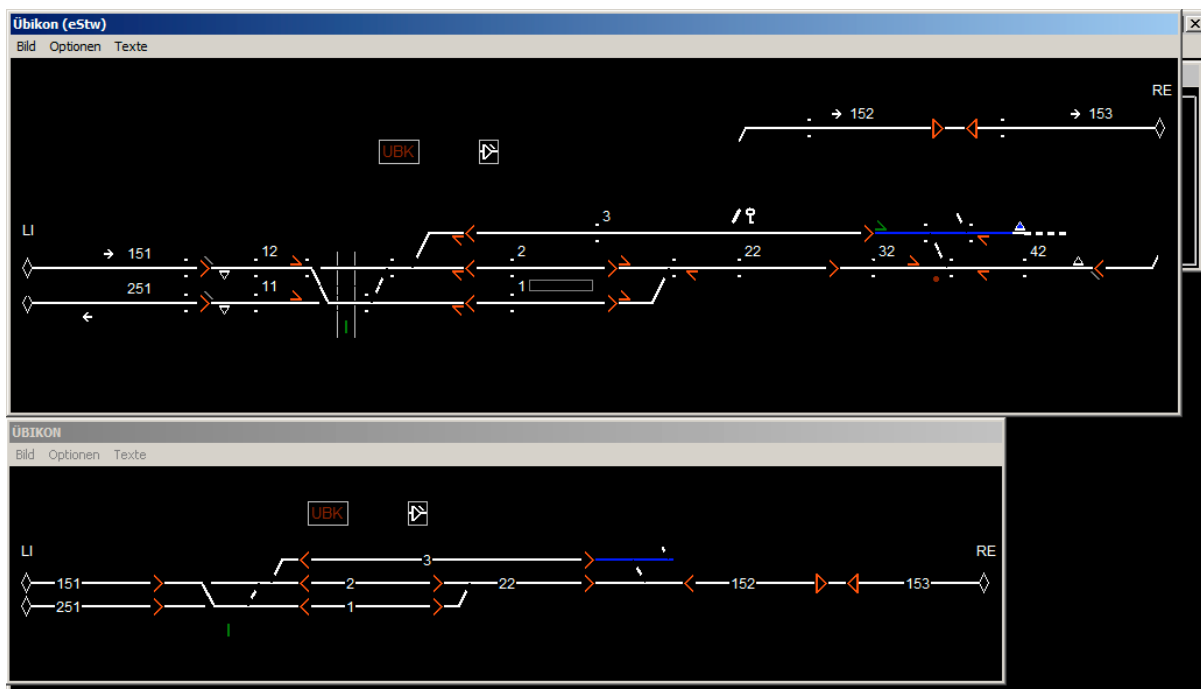 Übikon (eStw)
Bild Optionen Texte
RE
→ 152 → 153
UBK
3
LI
→ 151 12 2 22 32 42
251 11 1
←
ÜBIKON
Bild Optionen Texte
UBK
LI RE
3
151 2 22 152 153
251 1